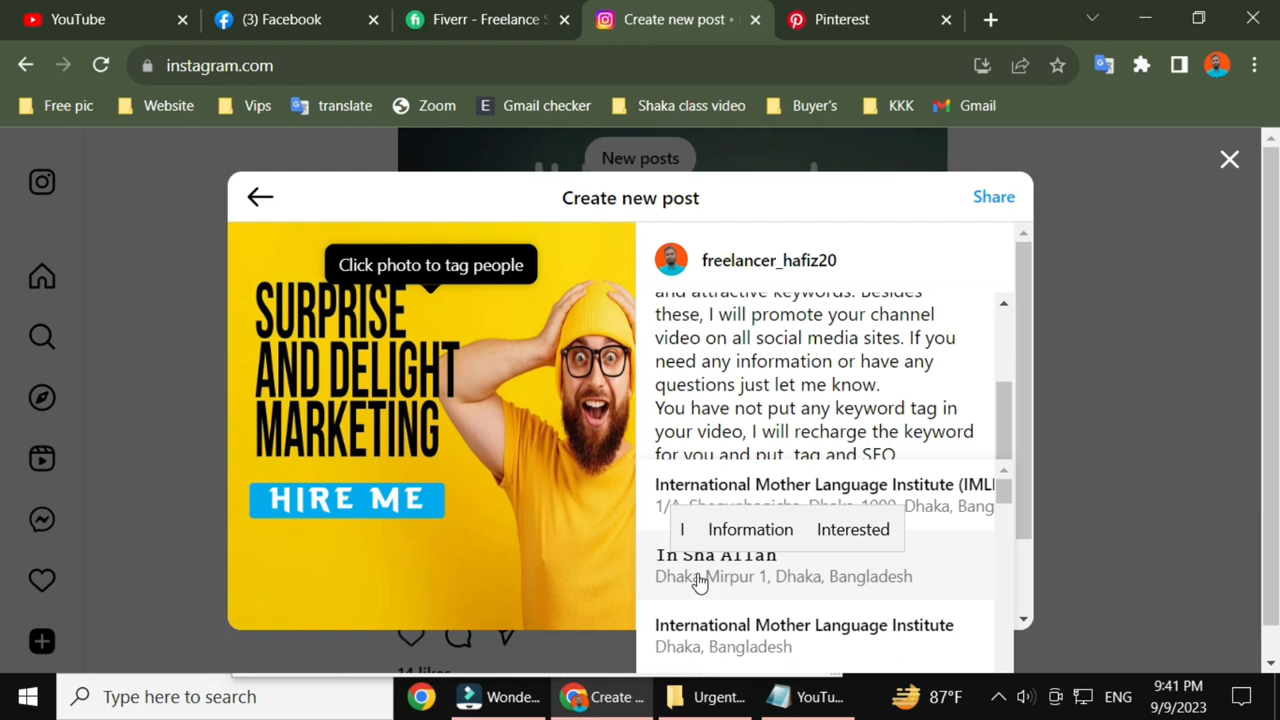 YouTube
(3) Facebook
Fiverr - Freelance S
Create new post •
Pinterest
instagram.com
Free pic
Website
Vips
translate
Zoom
E
Gmail checker
Shaka class video
Buyer's
KKK
Gmail
New posts
Create new post
Share
Click photo to tag people
SURPRISE
AND DELIGHT
MARKETING
HIRE ME
freelancer_hafiz20
and attractive keywords. Besides
these, I will promote your channel
video on all social media sites. If you
need any information or have any
questions just let me know.
You have not put any keyword tag in
your video, I will recharge the keyword
for you and put, tag and SEO
International Mother Language Institute (IMLI
1/A, Shegunbagicha, Dhaka-1000, Dhaka, Bang
I Information Interested
In Sha Allah
Dhaka, Mirpur 1, Dhaka, Bangladesh
International Mother Language Institute
Dhaka, Bangladesh
14 likes
Type here to search
Wonde...
Create ...
Urgent...
YouTu...
87°F
ENG
9:41 PM
9/9/2023